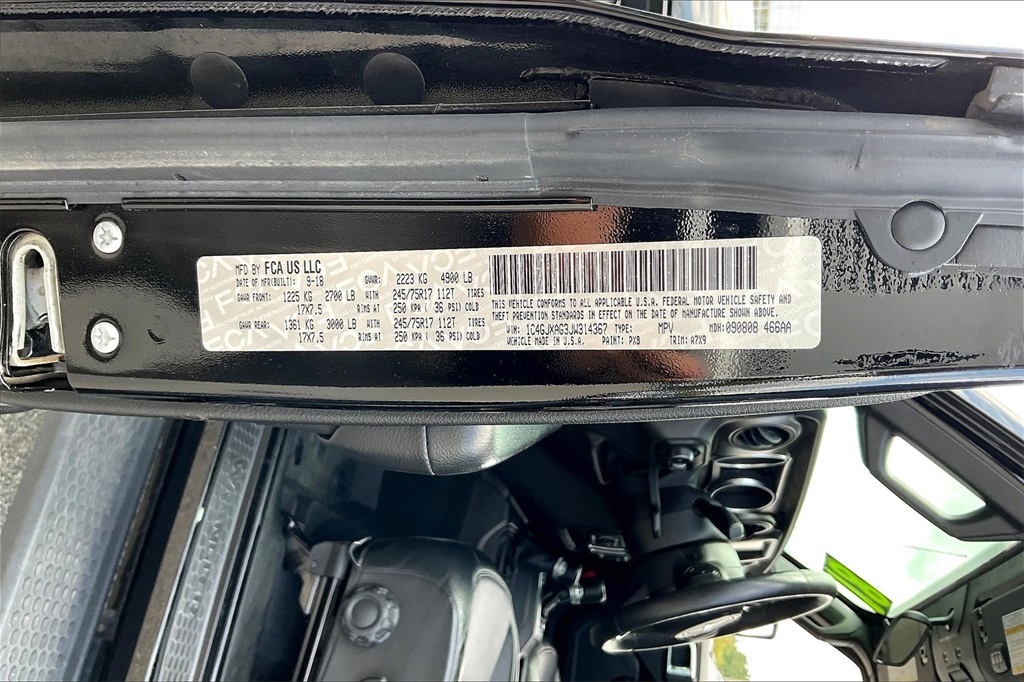 MFD BY FCA US LLC
DATE OF MFR(BUILT): 9-18 GVWR: 2223 KG 4900 LB
GAWR FRONT: 1225 KG 2700 LB WITH 245/75R17 112T TIRES
17X7.5 RIMS AT 250 KPA ( 36 PSI) COLD
GAWR REAR: 1361 KG 3000 LB WITH 245/75R17 112T TIRES
17X7.5 RIMS AT 250 KPA ( 36 PSI) COLD
THIS VEHICLE CONFORMS TO ALL APPLICABLE U.S.A. FEDERAL MOTOR VEHICLE SAFETY AND
THEFT PREVENTION STANDARDS IN EFFECT ON THE DATE OF MANUFACTURE SHOWN ABOVE.
VIN: 1C4GJXAG3JW314367 TYPE: MPV MDH: 090808 466AA
VEHICLE MADE IN U.S.A. PAINT: PX8 TRIM: A7X9